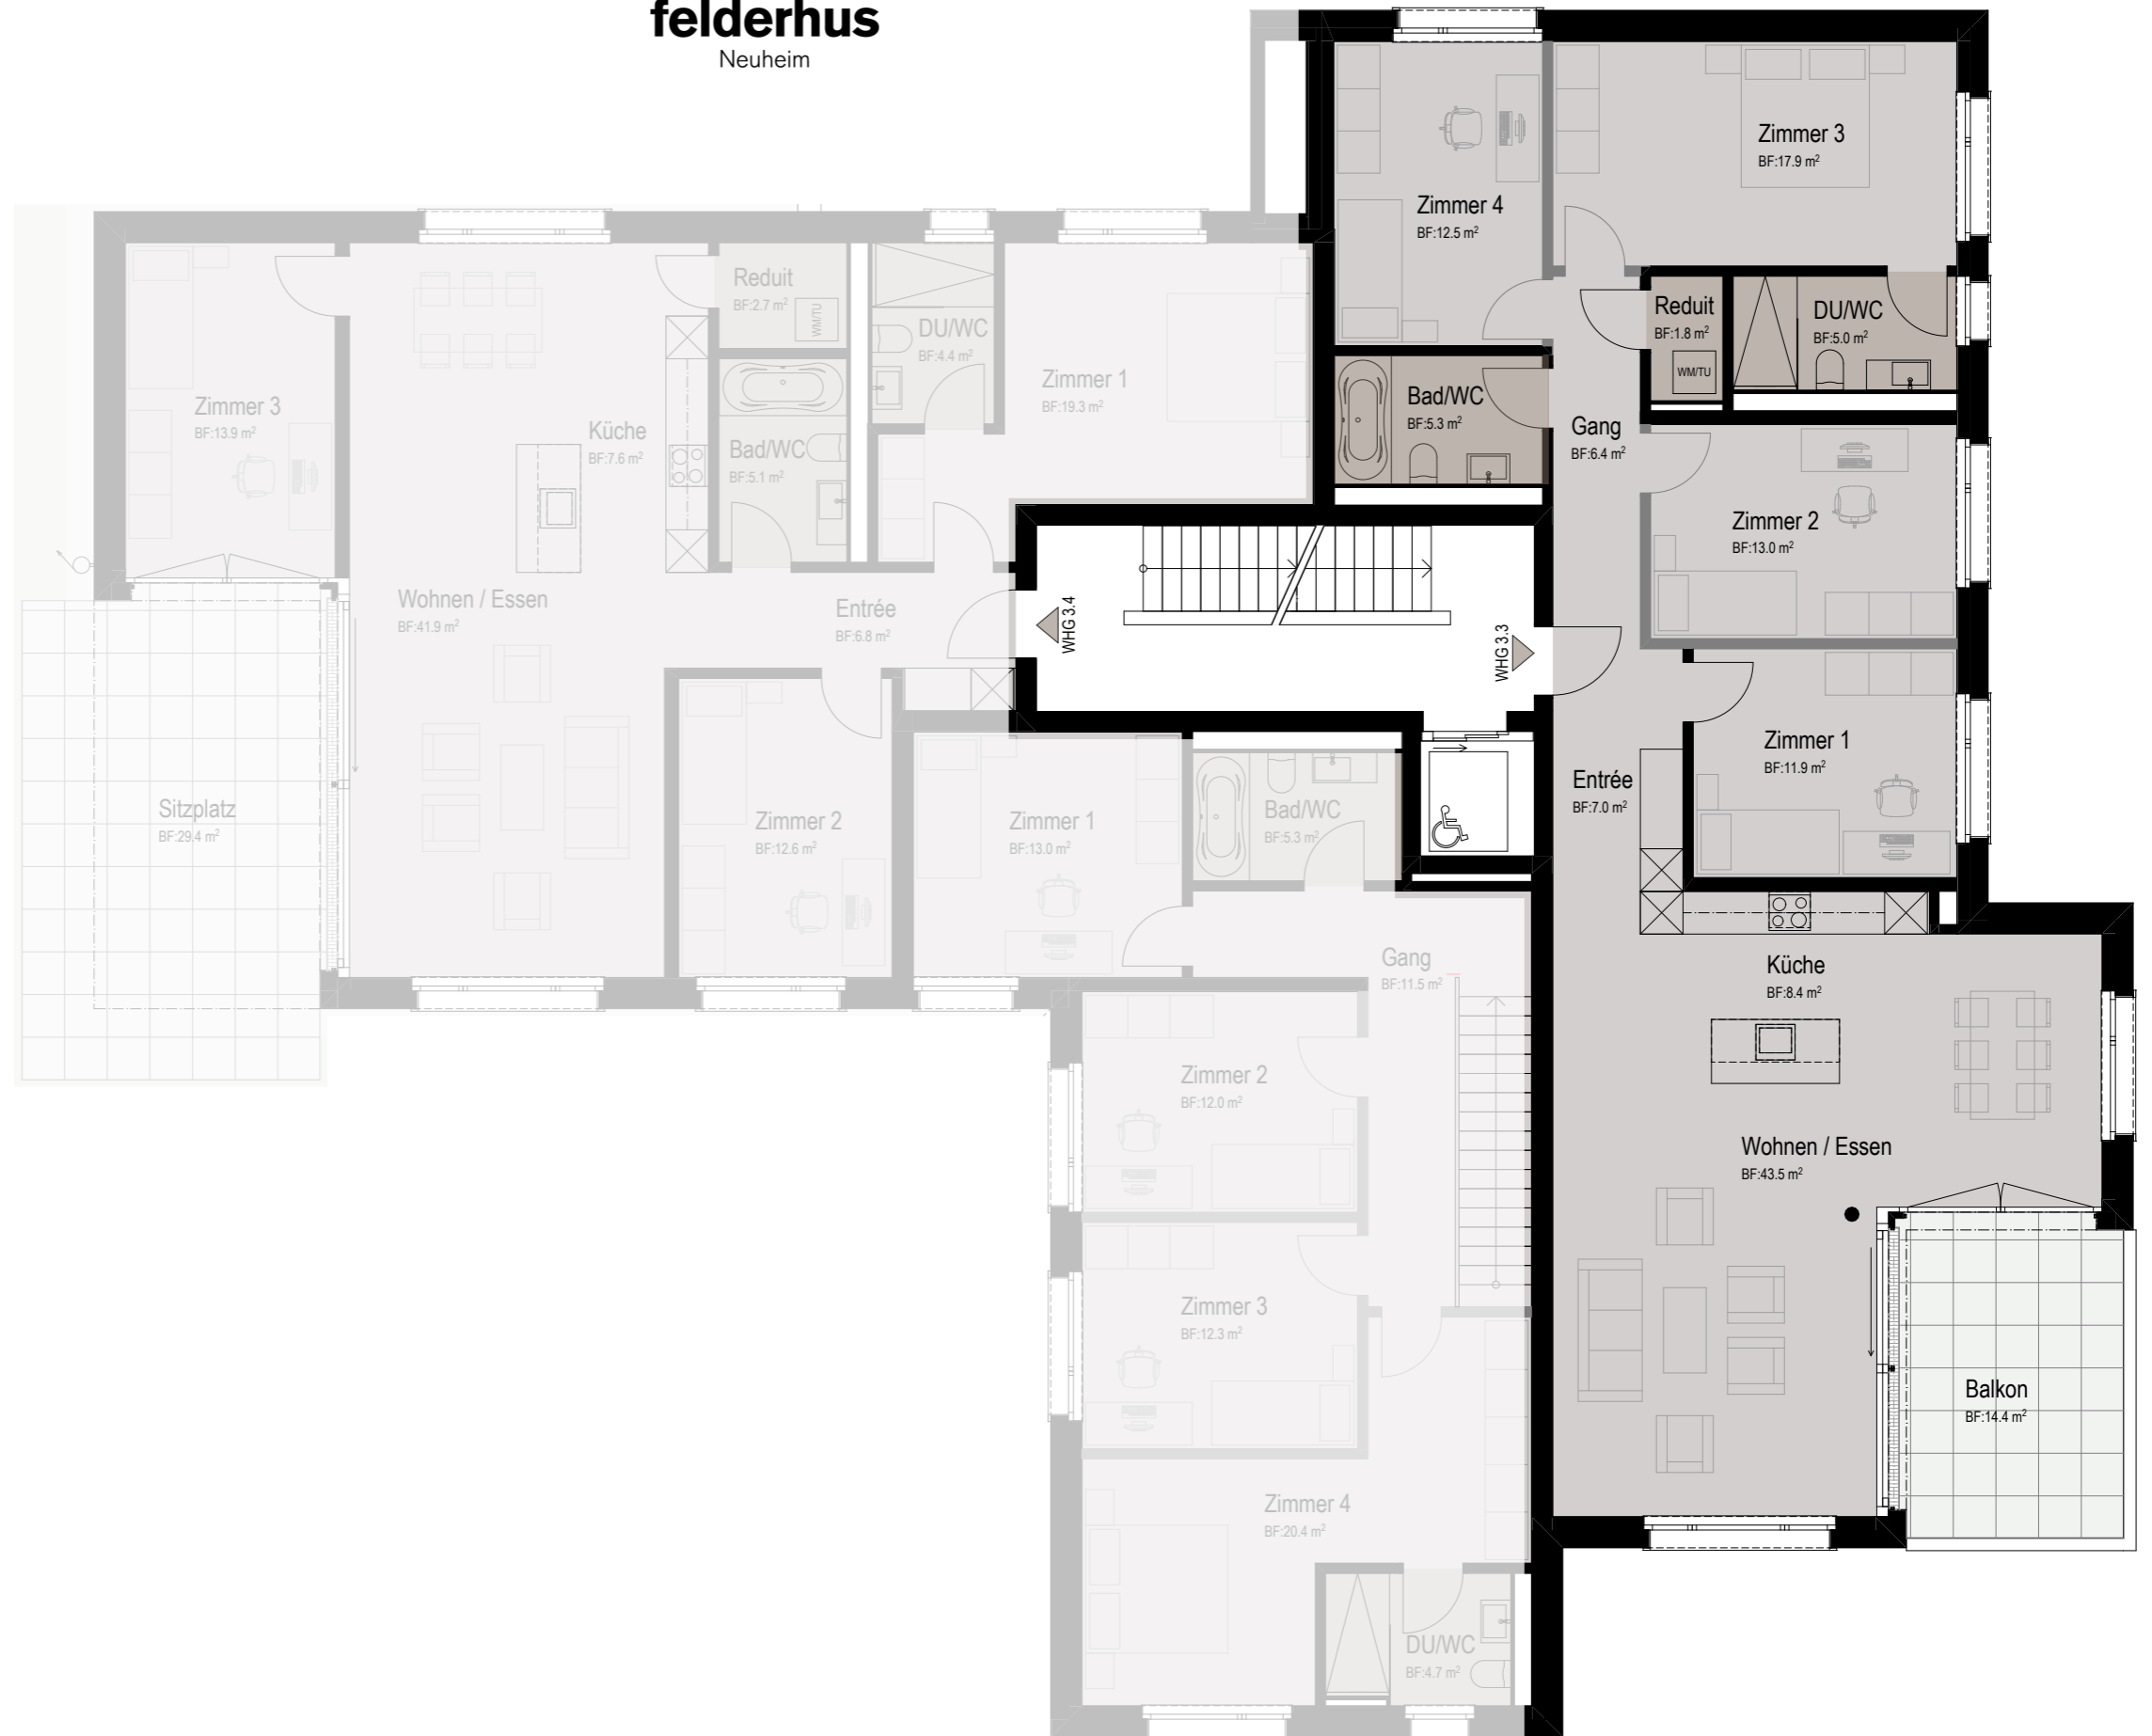 felderhus
Neuheim
Zimmer 4
BF:12.5 m²
Zimmer 3
BF:17.9 m²
Reduit
BF:1.8 m²
WM/TU
DU/WC
BF:5.0 m²
Bad/WC
BF:5.3 m²
Gang
BF:6.4 m²
Zimmer 2
BF:13.0 m²
Zimmer 1
BF:11.9 m²
Entrée
BF:7.0 m²
Küche
BF:8.4 m²
Wohnen / Essen
BF:43.5 m²
Balkon
BF:14.4 m²
WHG 3.4
WHG 3.3
Zimmer 3
BF:13.9 m²
Küche
BF:7.6 m²
Reduit
BF:2.7 m²
WM/TU
DU/WC
BF:4.4 m²
Bad/WC
BF:5.1 m²
Zimmer 1
BF:19.3 m²
Wohnen / Essen
BF:41.9 m²
Entrée
BF:6.8 m²
Sitzplatz
BF:29.4 m²
Zimmer 2
BF:12.6 m²
Zimmer 1
BF:13.0 m²
Bad/WC
BF:5.3 m²
Gang
BF:11.5 m²
Zimmer 2
BF:12.0 m²
Zimmer 3
BF:12.3 m²
Zimmer 4
BF:20.4 m²
DU/WC
BF:4.7 m²